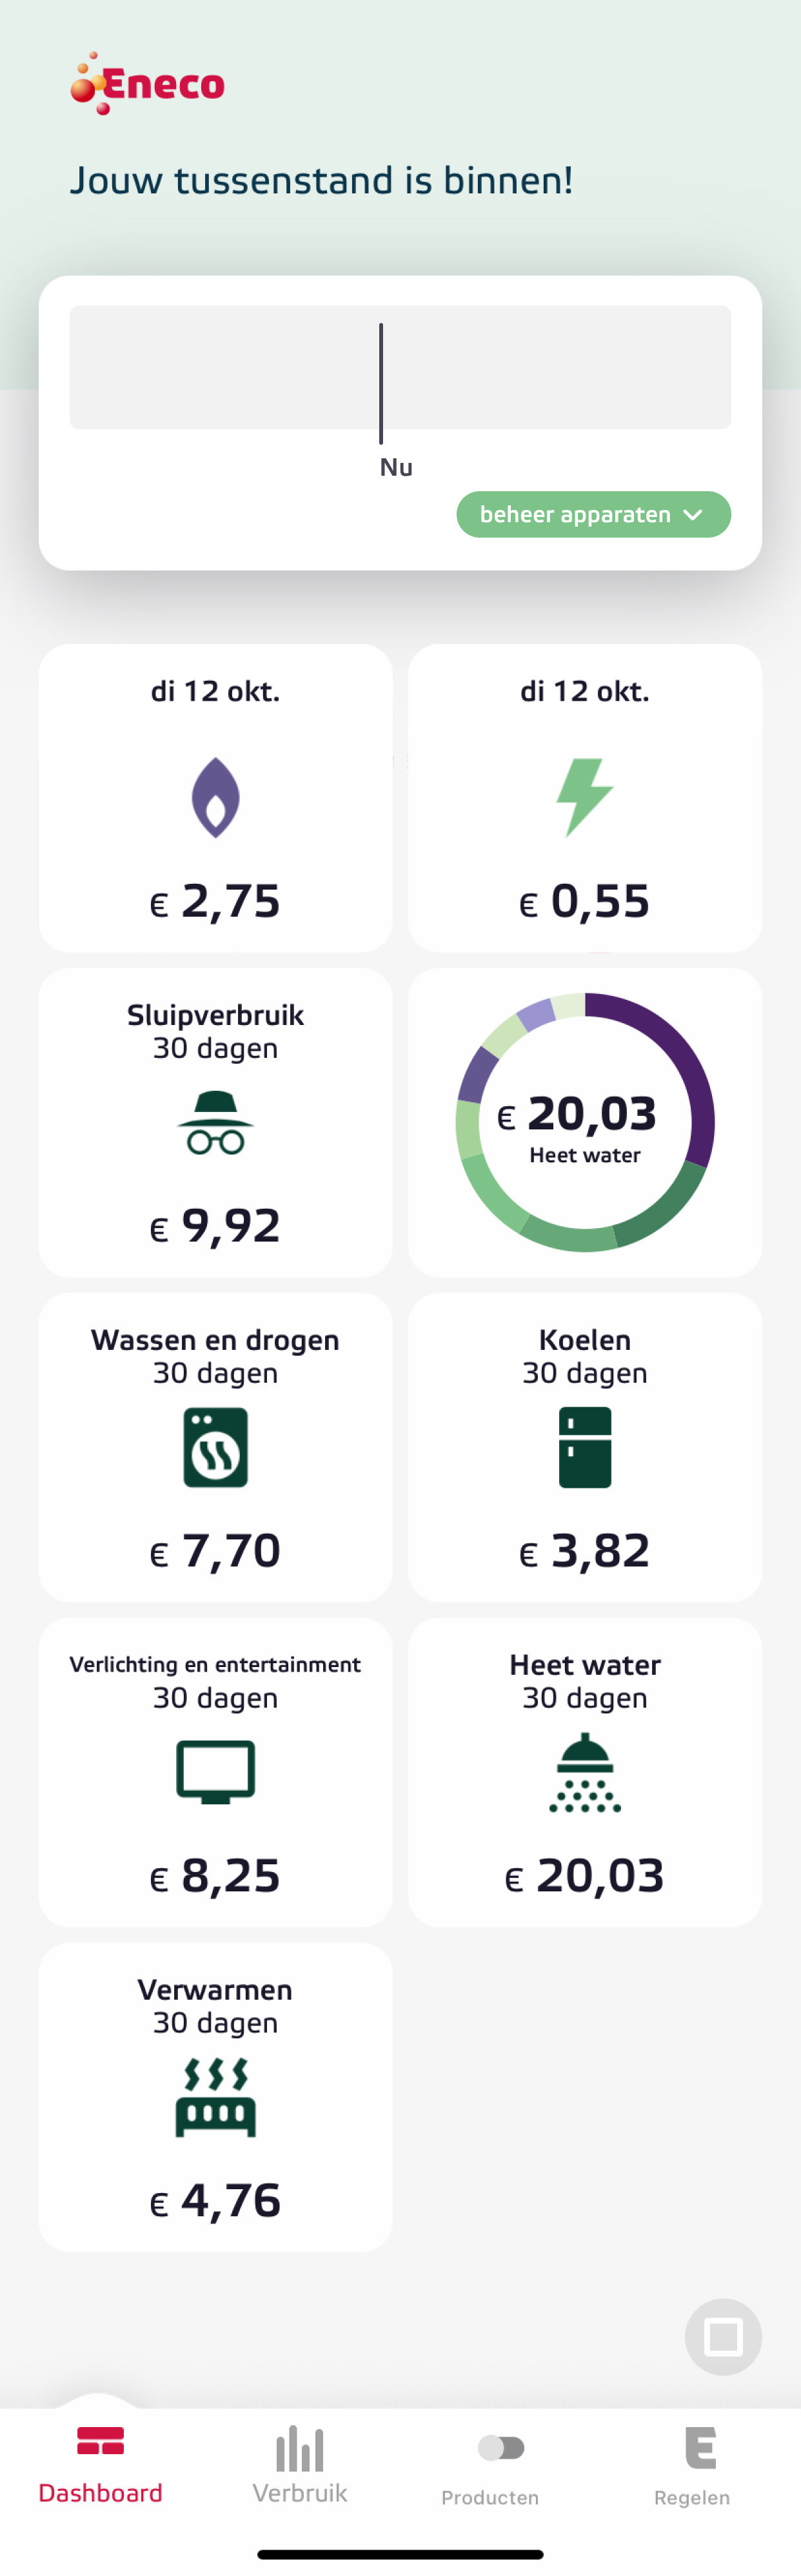 Eneco
Jouw tussenstand is binnen!
Nu
beheer apparaten
di 12 okt.
€ 2,75
di 12 okt.
€ 0,55
Sluipverbruik
30 dagen
€ 9,92
€ 20,03
Heet water
Wassen en drogen
30 dagen
€ 7,70
Koelen
30 dagen
€ 3,82
Verlichting en entertainment
30 dagen
€ 8,25
Heet water
30 dagen
€ 20,03
Verwarmen
30 dagen
€ 4,76
Dashboard
Verbruik
Producten
E
Regelen